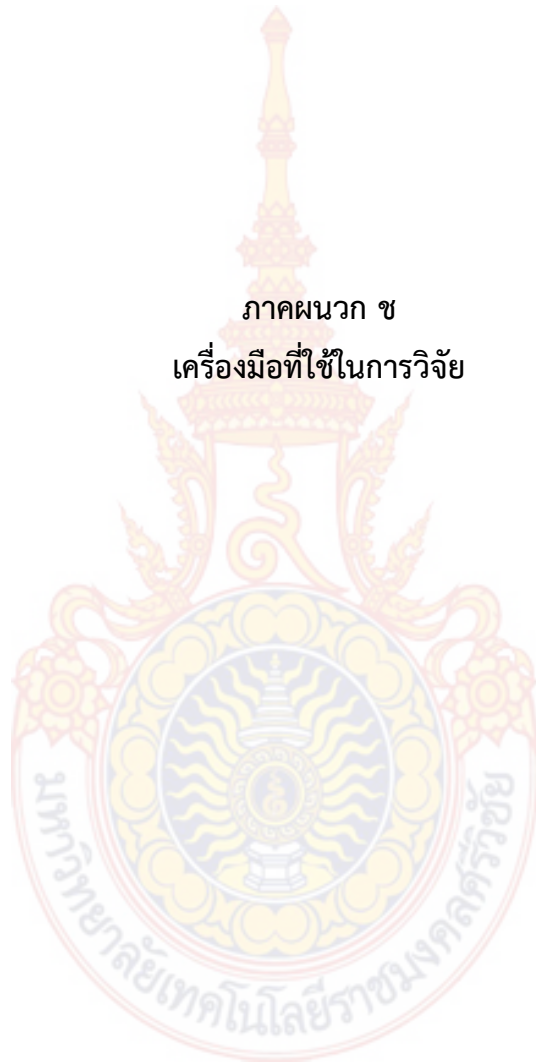 ภาคผนวก ช
เครื่องมือที่ใช้ในการวิจัย
มหาวิทยาลัยเทคโนโลยีราชมงคลศรีวิชัย